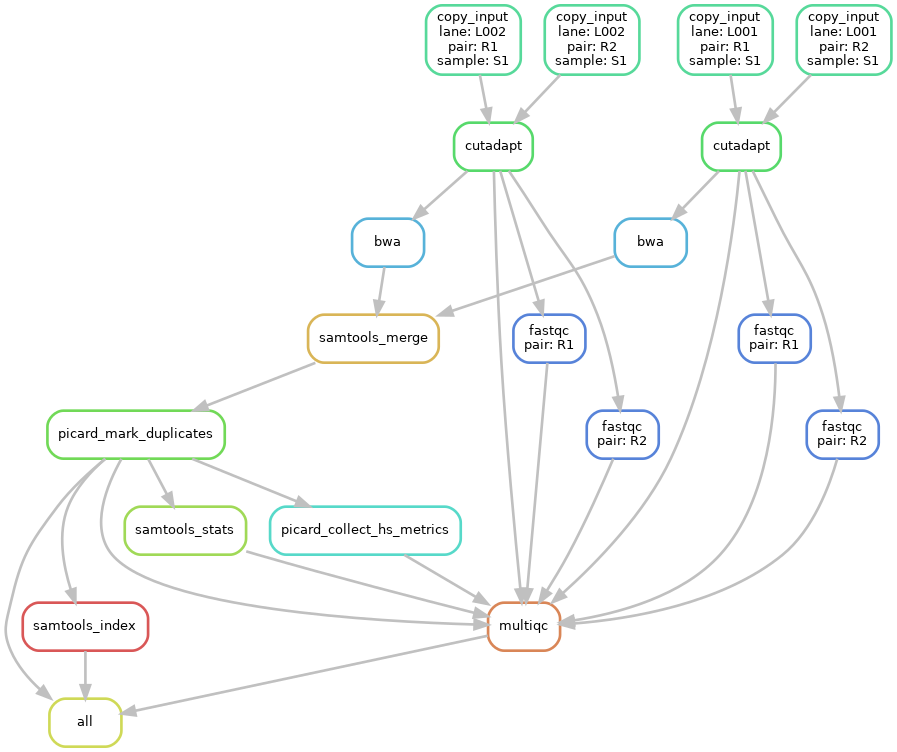 copy_input
lane: L002
pair: R1
sample: S1
copy_input
lane: L002
pair: R2
sample: S1
copy_input
lane: L001
pair: R1
sample: S1
copy_input
lane: L001
pair: R2
sample: S1
cutadapt
cutadapt
bwa
bwa
samtools_merge
fastqc
pair: R1
fastqc
pair: R1
picard_mark_duplicates
fastqc
pair: R2
fastqc
pair: R2
samtools_stats
picard_collect_hs_metrics
samtools_index
multiqc
all